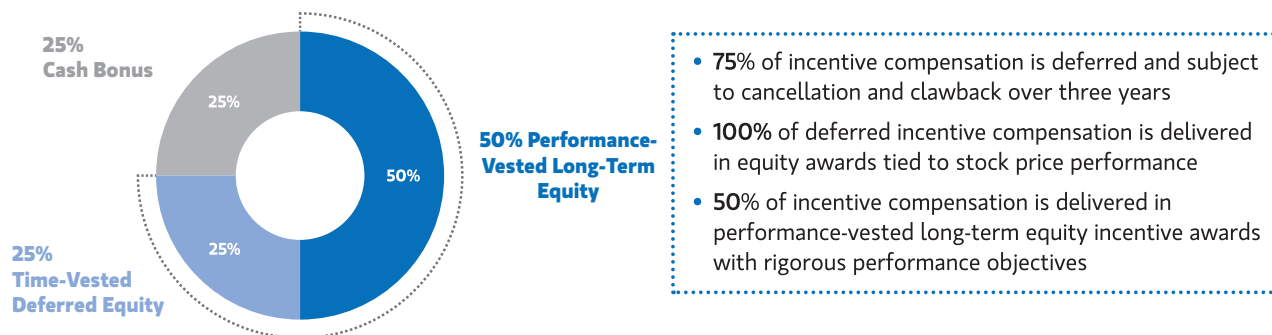 25%
Cash Bonus
25%
50%
25%
50% Performance-
Vested Long-Term
Equity
25%
Time-Vested
Deferred Equity
• 75% of incentive compensation is deferred and subject
to cancellation and clawback over three years
• 100% of deferred incentive compensation is delivered
in equity awards tied to stock price performance
• 50% of incentive compensation is delivered in
performance-vested long-term equity incentive awards
with rigorous performance objectives